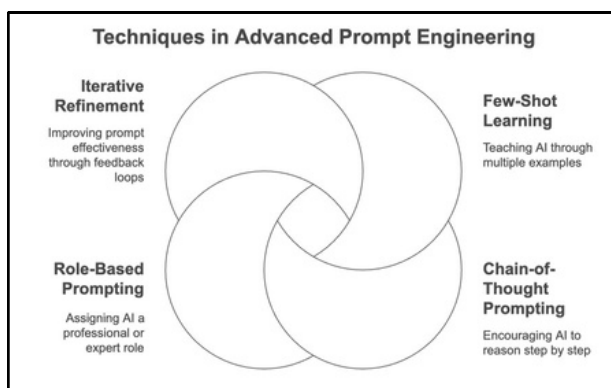 Techniques in Advanced Prompt Engineering
Iterative
Refinement
Improving prompt
effectiveness
through feedback
loops
Few-Shot
Learning
Teaching AI through
multiple examples
Role-Based
Prompting
Assigning AI a
professional or
expert role
Chain-of-
Thought
Prompting
Encouraging AI to
reason step by step